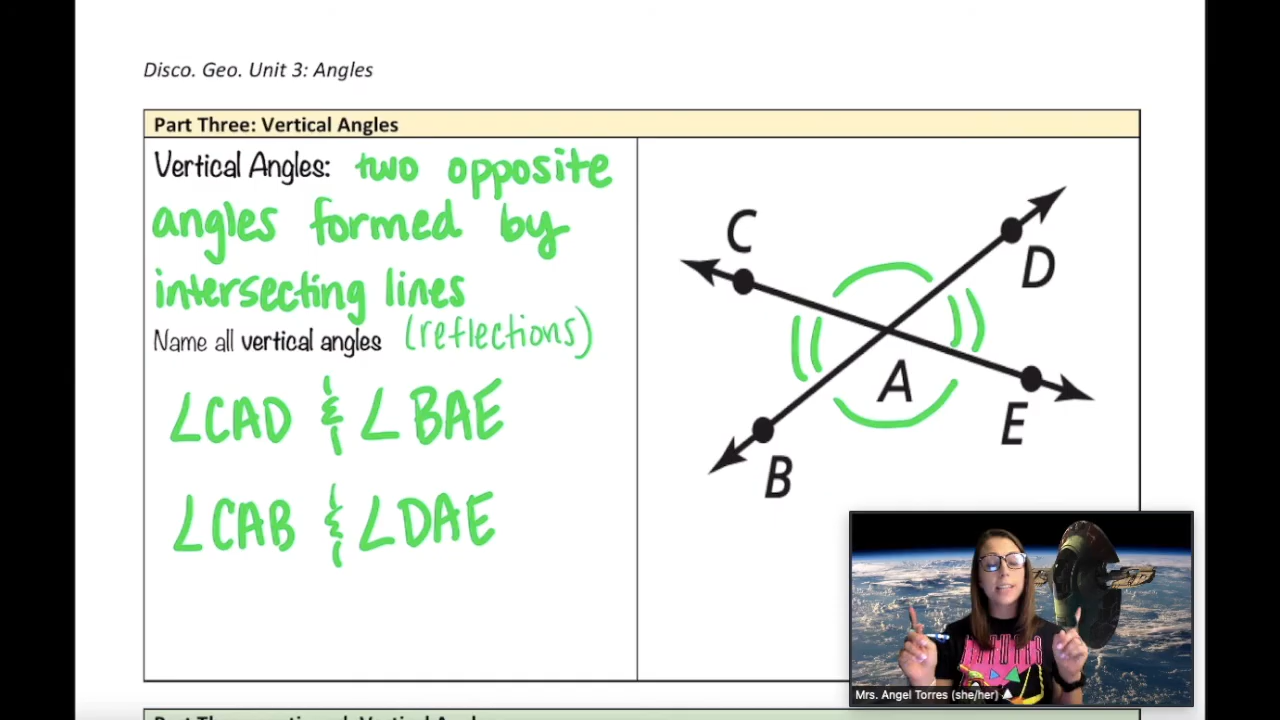 Disco. Geo. Unit 3: Angles
Part Three: Vertical Angles
Vertical Angles: two opposite
angles formed by
intersecting lines
Name all vertical angles (reflections)
∠CAD & ∠BAE
∠CAB & ∠DAE
C
D
A
E
B
Mrs. Angel Torres (she/her)